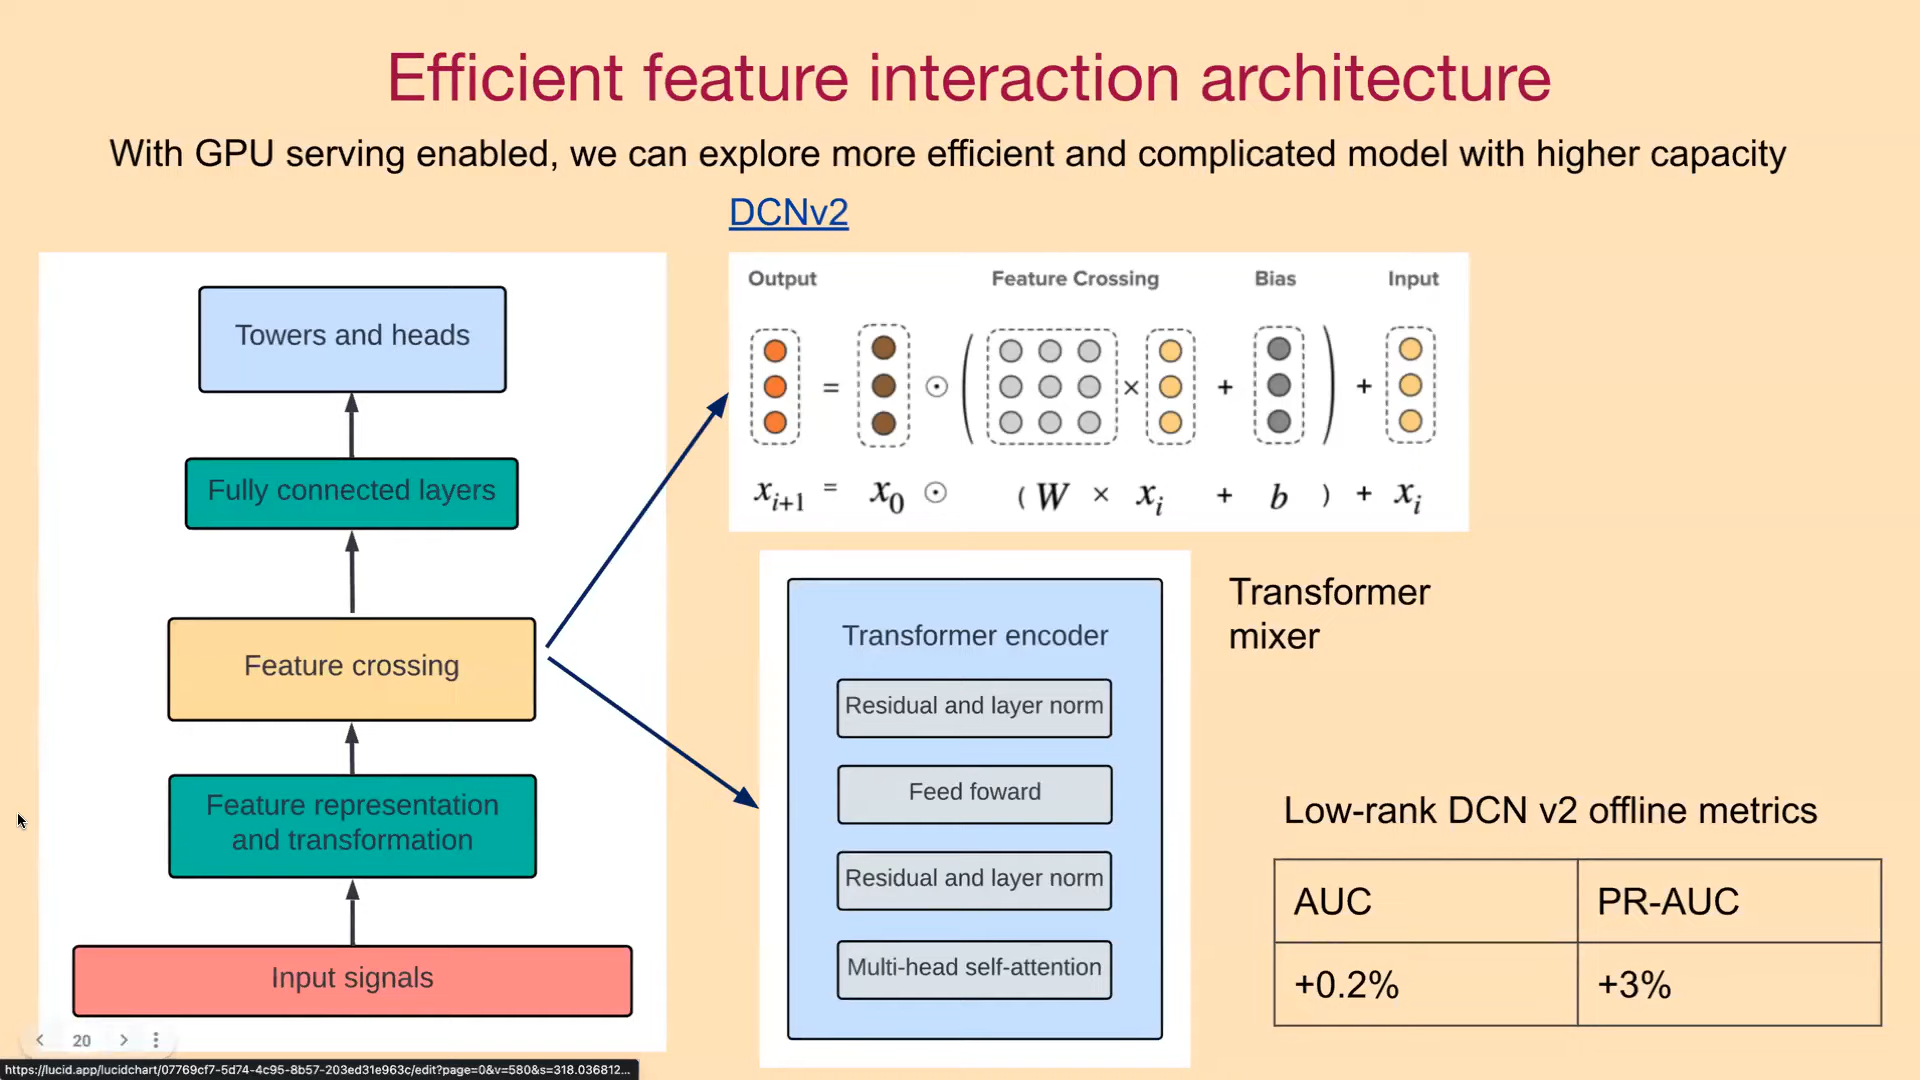 Efficient feature interaction architecture
With GPU serving enabled, we can explore more efficient and complicated model with higher capacity
DCNv2
Towers and heads
Fully connected layers
Feature crossing
Feature representation
and transformation
Input signals
Output Feature Crossing Bias Input
= ⊙ ( × + ) +
x_{i+1} = x_0 ⊙ ( W × x_i + b ) + x_i
Transformer encoder
Residual and layer norm
Feed foward
Residual and layer norm
Multi-head self-attention
Transformer
mixer
Low-rank DCN v2 offline metrics
AUC PR-AUC
+0.2% +3%
20
https://lucid.app/lucidchart/07769cf7-5d74-4c95-8b57-203ed31e963c/edit?page=0&v=580&s=318.036812...